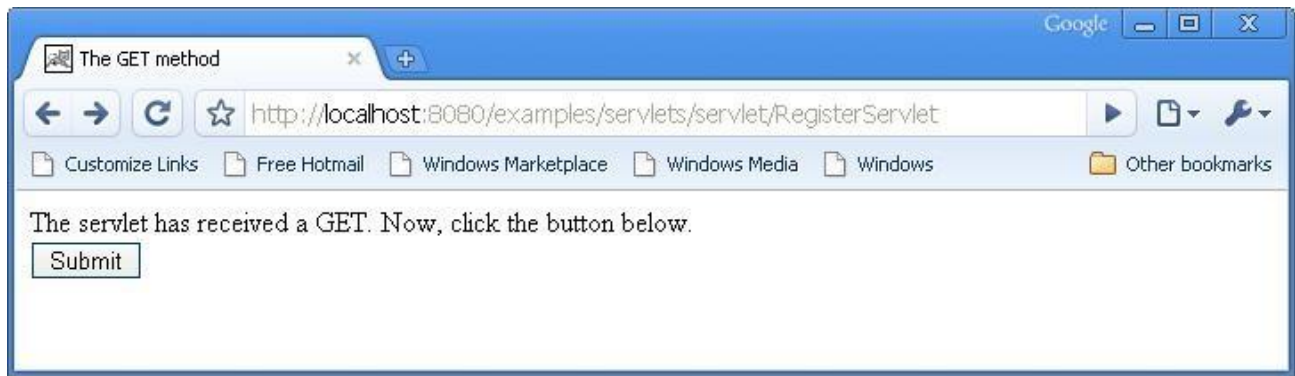 Google
The GET method
http://localhost:8080/examples/servlets/servlet/RegisterServlet
Customize Links Free Hotmail Windows Marketplace Windows Media Windows Other bookmarks
The servlet has received a GET. Now, click the button below.
Submit